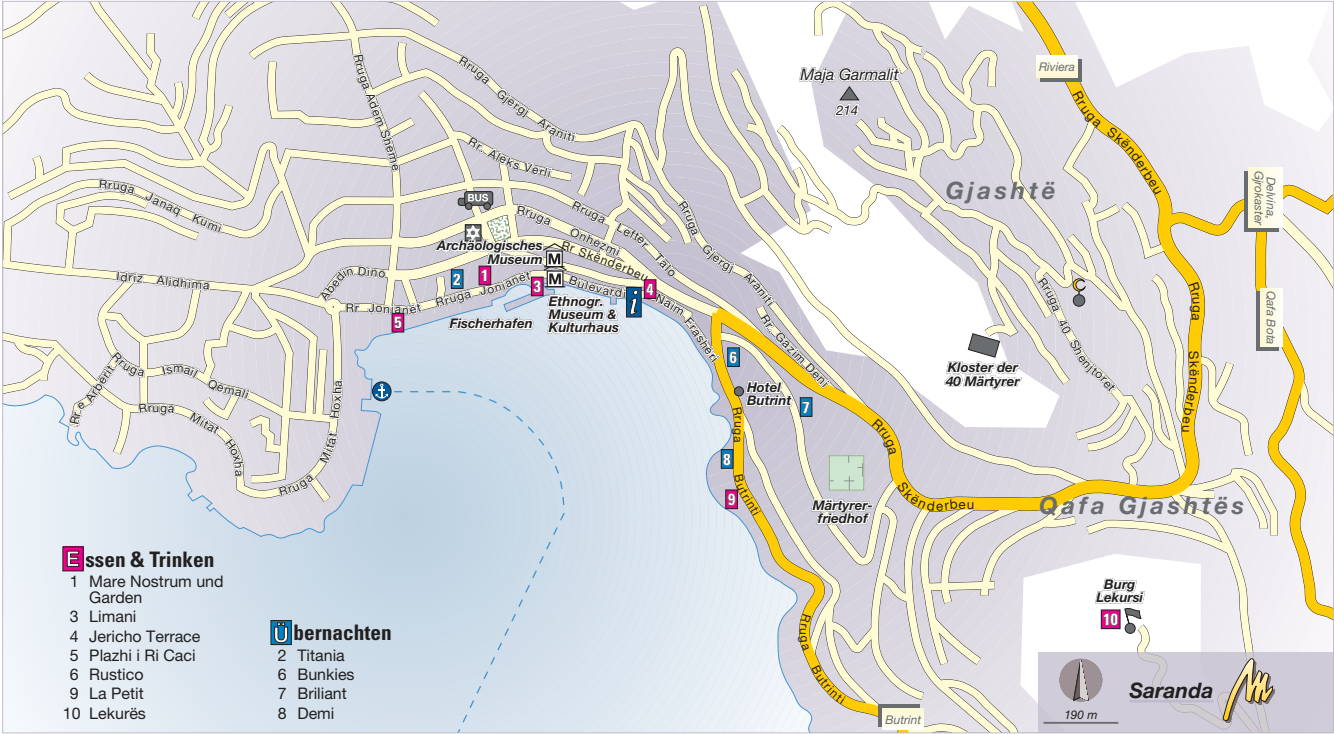 Riviera
Maja Garmalit
214
Rruga Skënderbeu
Gjashtë
Delvina,
Gjrokaster
Qafa Bota
Rruga Adem Sheme
Rruga Gjergj Araniti
Rr. Aleks Verli
Rruga Janaq Kumi
BUS
Rruga Onhezmi
Rruga Lefter Talo
Rruga Gjergj Araniti
Archäologisches
Museum
M
M
Rr Skënderbeu
Idriz Alidhima
Abedin Dino
Rr Jonianet
Rruga Jonianet
2
1
3
4
5
Bulevardi Naim Frasheri
i
Ethnogr.
Museum &
Kulturhaus
Fischerhafen
Rr. Gazim Deni
Rruga 40 Shenjtoret
Rruga Skënderbeu
Kloster der
40 Märtyrer
Rr e Arberit
Rruga Ismail Qemali
Rruga Mitat Hoxha
Rruga Mitat Hoxha
6
Hotel
Butrint
7
8
9
Rruga Butrinti
Rruga Skënderbeu
Märtyrer-
friedhof
Qafa Gjashtës
Burg
Lekursi
10
Rruga Butrinti
Butrint
Essen & Trinken
1 Mare Nostrum und
Garden
3 Limani
4 Jericho Terrace
5 Plazhi i Ri Caci
6 Rustico
9 La Petit
10 Lekurës
Übernachten
2 Titania
6 Bunkies
7 Briliant
8 Demi
190 m
Saranda